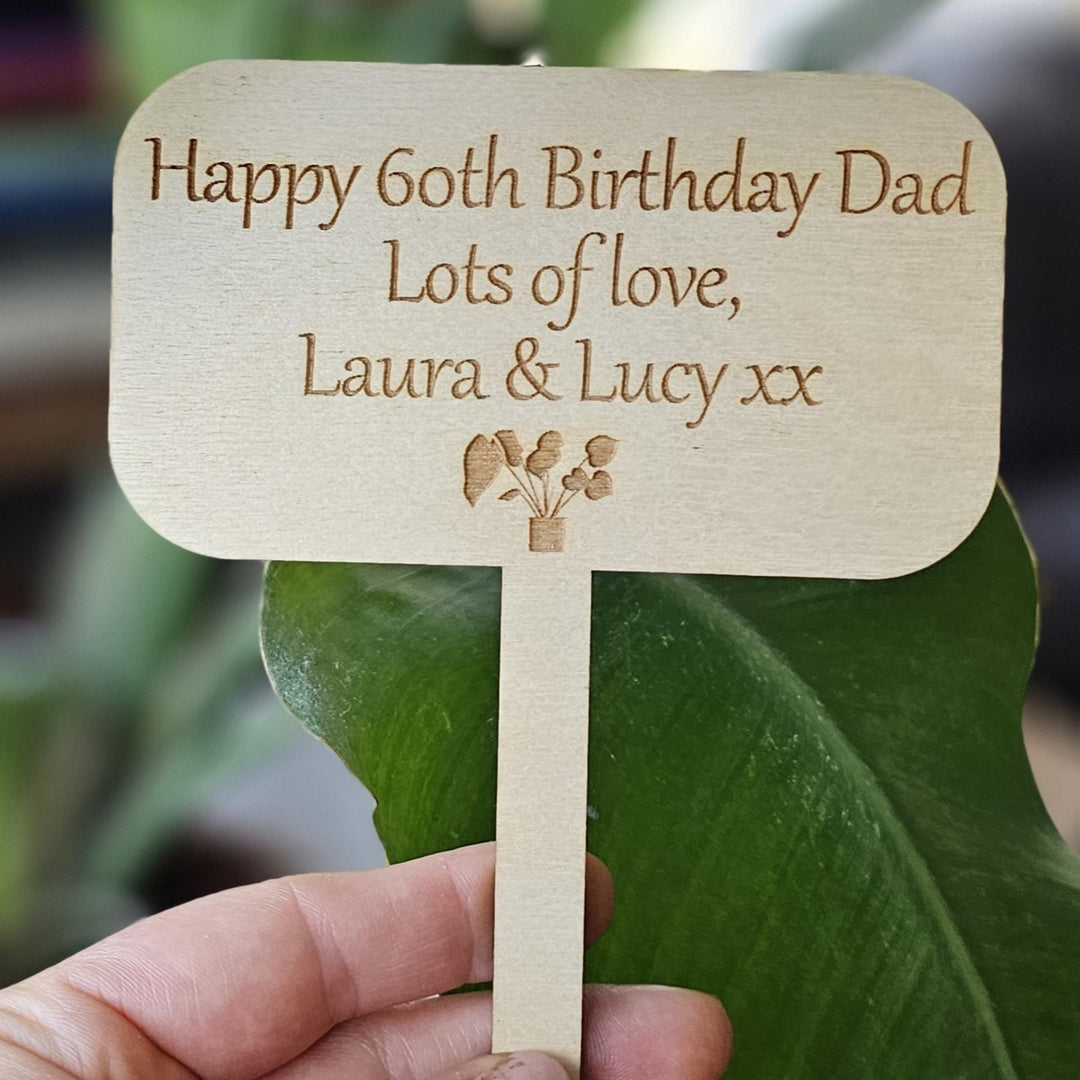 Happy 60th Birthday Dad
Lots of love,
Laura & Lucy xx